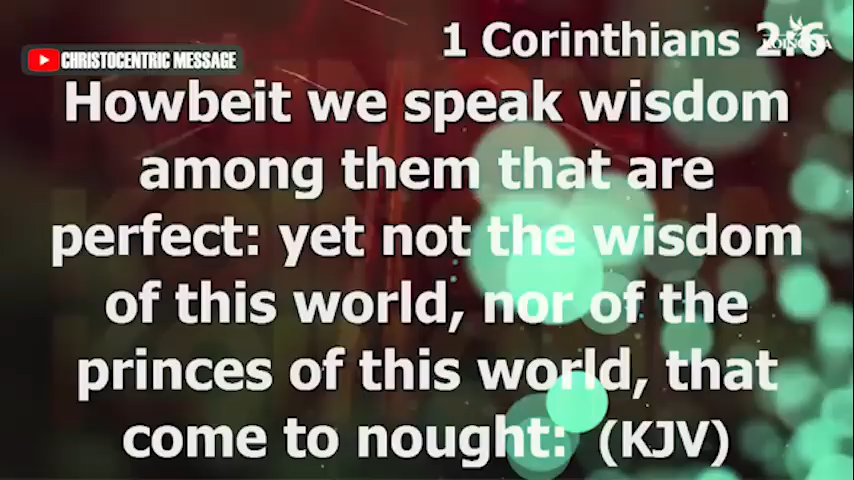 1 Corinthians 2:6
CHRISTOCENTRIC MESSAGE
Howbeit we speak wisdom
among them that are
perfect: yet not the wisdom
of this world, nor of the
princes of this world, that
come to nought: (KJV)